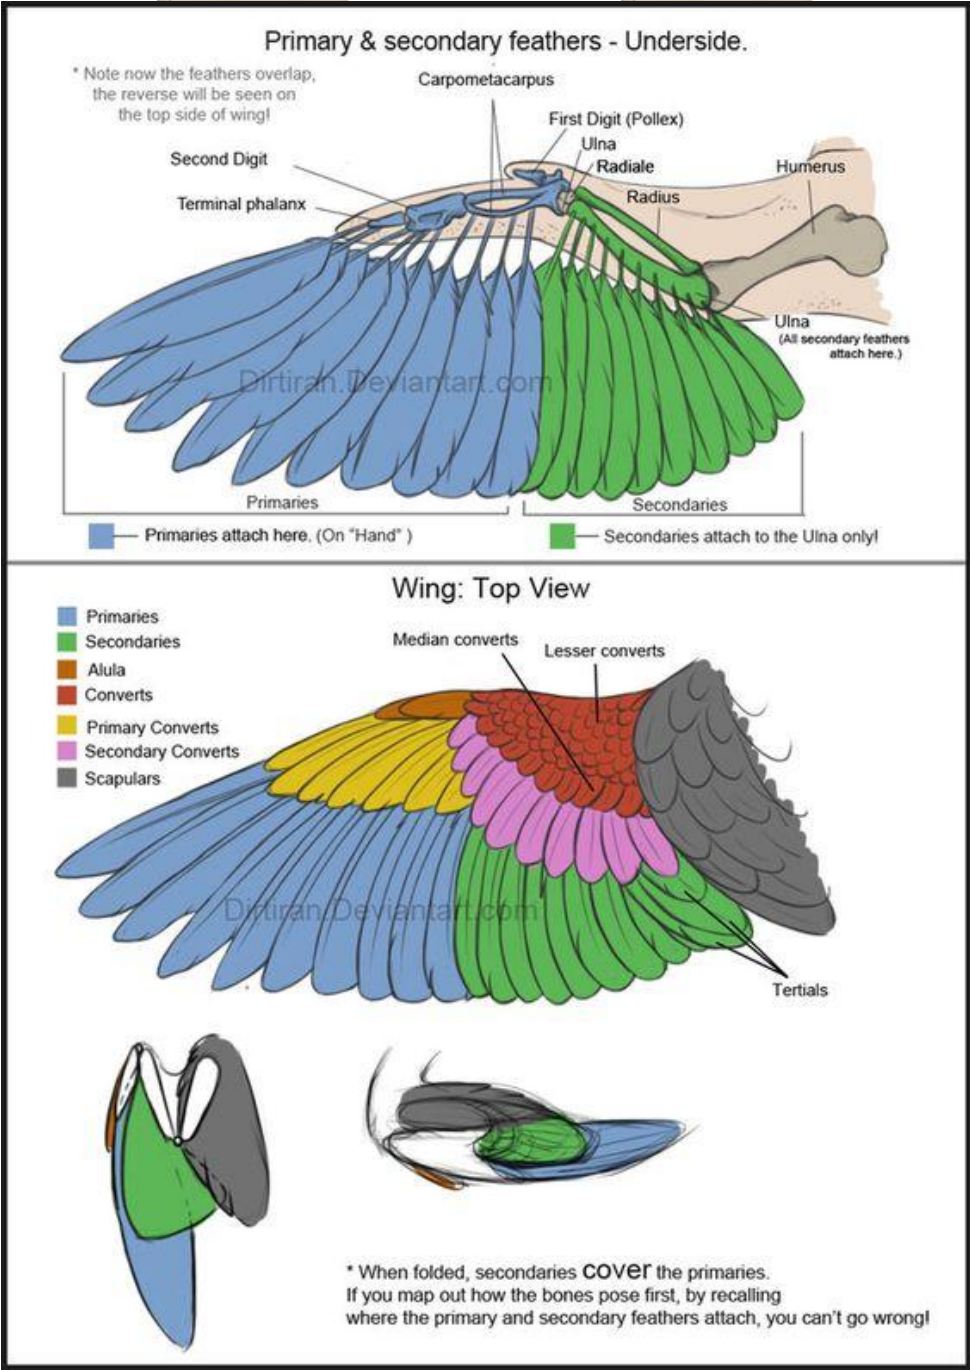 Primary & secondary feathers - Underside.
* Note now the feathers overlap,
the reverse will be seen on
the top side of wing!
Carpometacarpus
First Digit (Pollex)
Ulna
Radiale
Second Digit
Humerus
Radius
Terminal phalanx
Ulna
(All secondary feathers
attach here.)
Dirtiran.Deviantart.com
Primaries
Secondaries
Primaries attach here. (On "Hand" )
Secondaries attach to the Ulna only!
Wing: Top View
Primaries
Secondaries
Alula
Converts
Primary Converts
Secondary Converts
Scapulars
Median converts
Lesser converts
Dirtiran.Deviantart.com
Tertials
* When folded, secondaries cover the primaries.
If you map out how the bones pose first, by recalling
where the primary and secondary feathers attach, you can't go wrong!